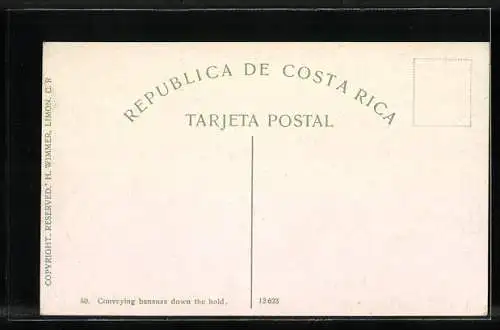 REPUBLICA DE COSTA RICA
TARJETA POSTAL
COPYRIGHT. RESERVED." H. WIMMER, LIMON, C. R
50. Conveying bananas down the hold.
13623